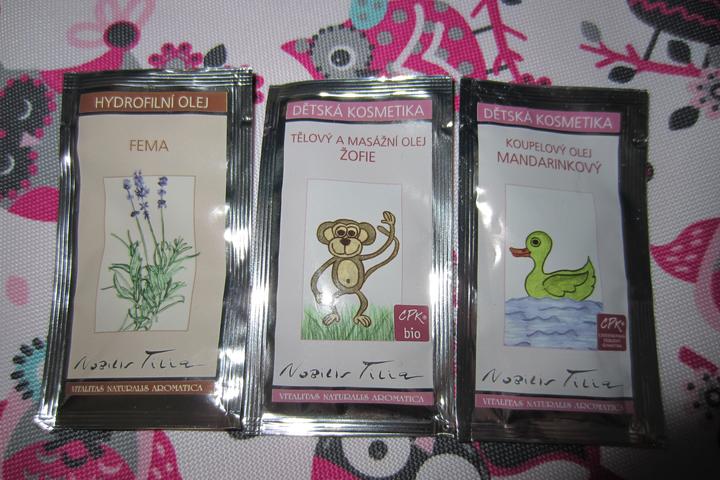 HYDROFILNÍ OLEJ
FEMA
Nobilis Tilia
VITALITAS NATURALIS AROMATICA
DĚTSKÁ KOSMETIKA
TĚLOVÝ A MASÁŽNÍ OLEJ
ŽOFIE
CPK®
bio
Nobilis Tilia
VITALITAS NATURALIS AROMATICA
DĚTSKÁ KOSMETIKA
KOUPELOVÝ OLEJ
MANDARINKOVÝ
CPK®
Nobilis Tilia
VITALITAS NATURALIS AROMATICA